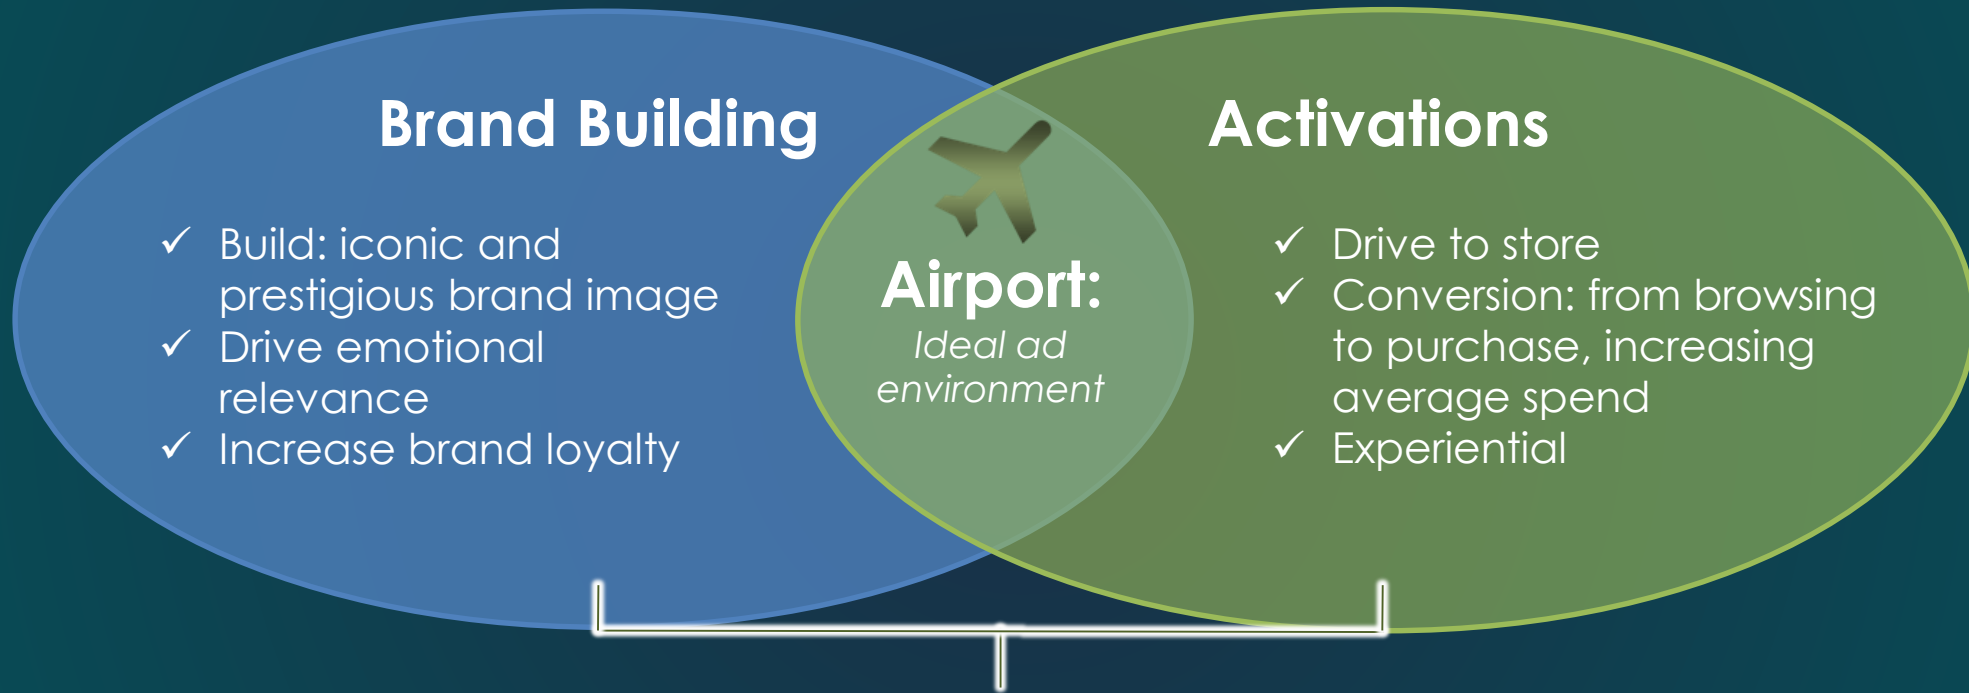 Brand Building
✓ Build: iconic and
prestigious brand image
✓ Drive emotional
relevance
✓ Increase brand loyalty
Airport:
Ideal ad
environment
Activations
✓ Drive to store
✓ Conversion: from browsing
to purchase, increasing
average spend
✓ Experiential